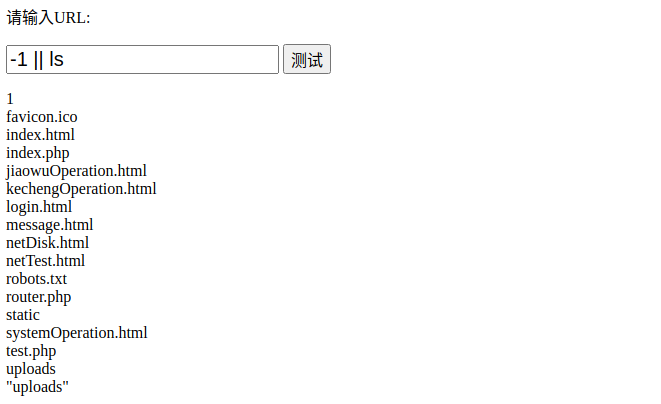 请输入URL:
-1 || ls
测试
1
favicon.ico
index.html
index.php
jiaowuOperation.html
kechengOperation.html
login.html
message.html
netDisk.html
netTest.html
robots.txt
router.php
static
systemOperation.html
test.php
uploads
"uploads"